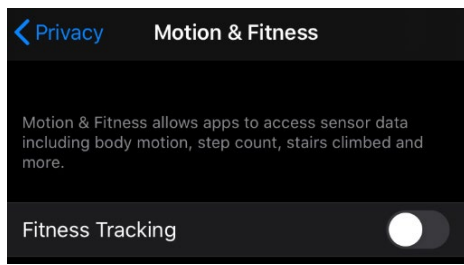 Privacy Motion & Fitness
Motion & Fitness allows apps to access sensor data
including body motion, step count, stairs climbed and
more.
Fitness Tracking